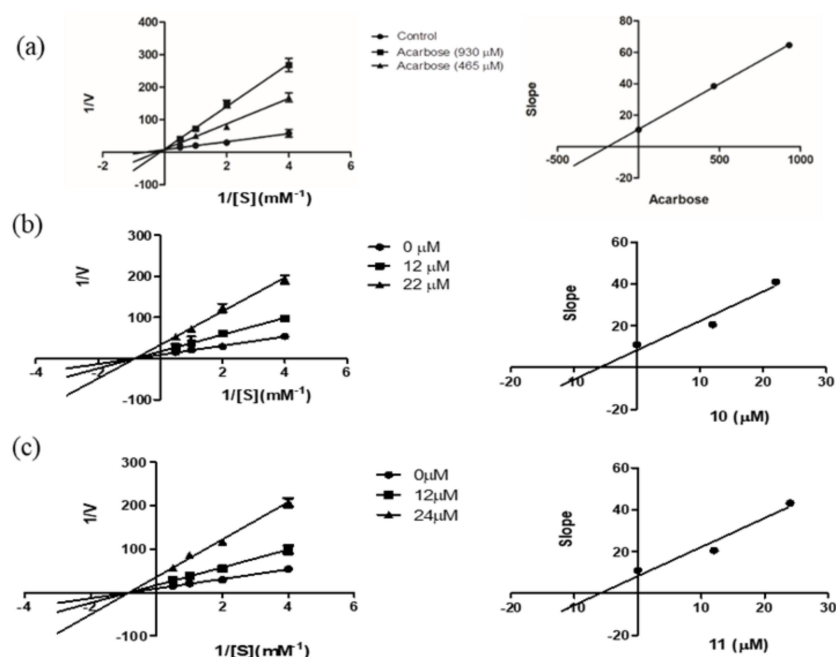 (a)
400
300
200
100
-100
-2
2
4
6
1/V
1/[S](mM⁻¹)
Control
Acarbose (930 μM)
Acarbose (465 μM)
80
60
40
20
-20
-500
500
1000
Slope
Acarbose
(b)
300
200
100
-100
-4
-2
2
4
6
1/V
1/[S](mM⁻¹)
0 μM
12 μM
22 μM
60
40
20
-20
-20
-10
10
20
30
Slope
10 (μM)
(c)
300
200
100
-100
-4
-2
2
4
6
1/V
1/[S](mM⁻¹)
0μM
12μM
24μM
60
40
20
-20
-20
-10
10
20
30
Slope
11 (μM)